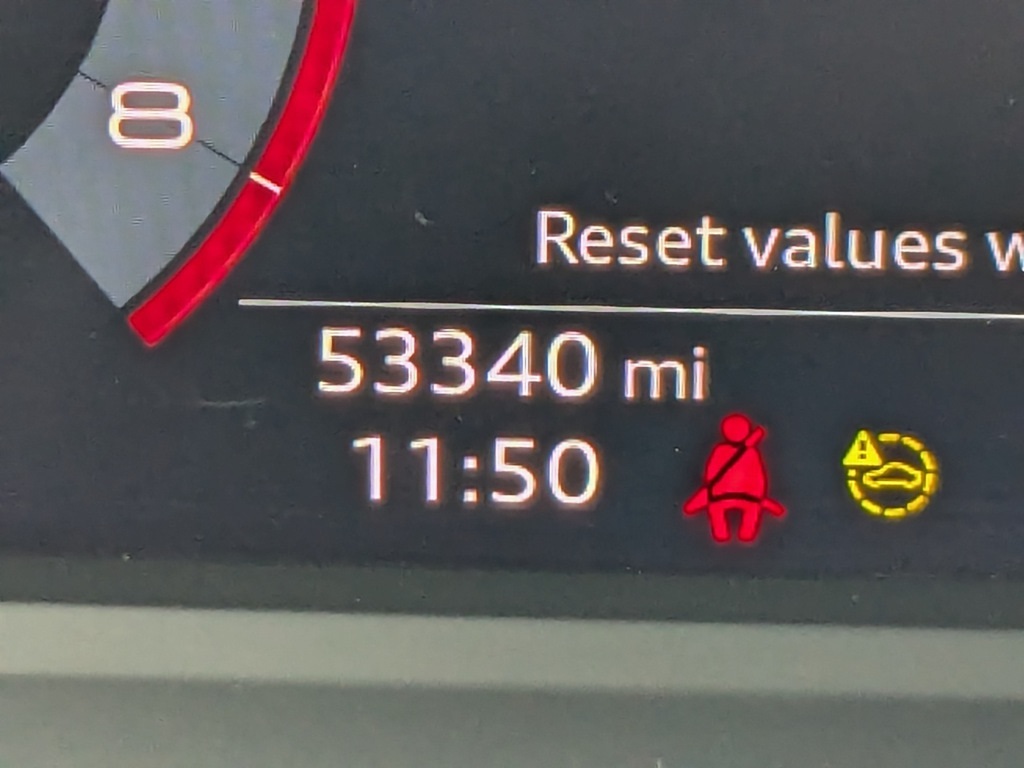 8
Reset values
53340 mi
11:50